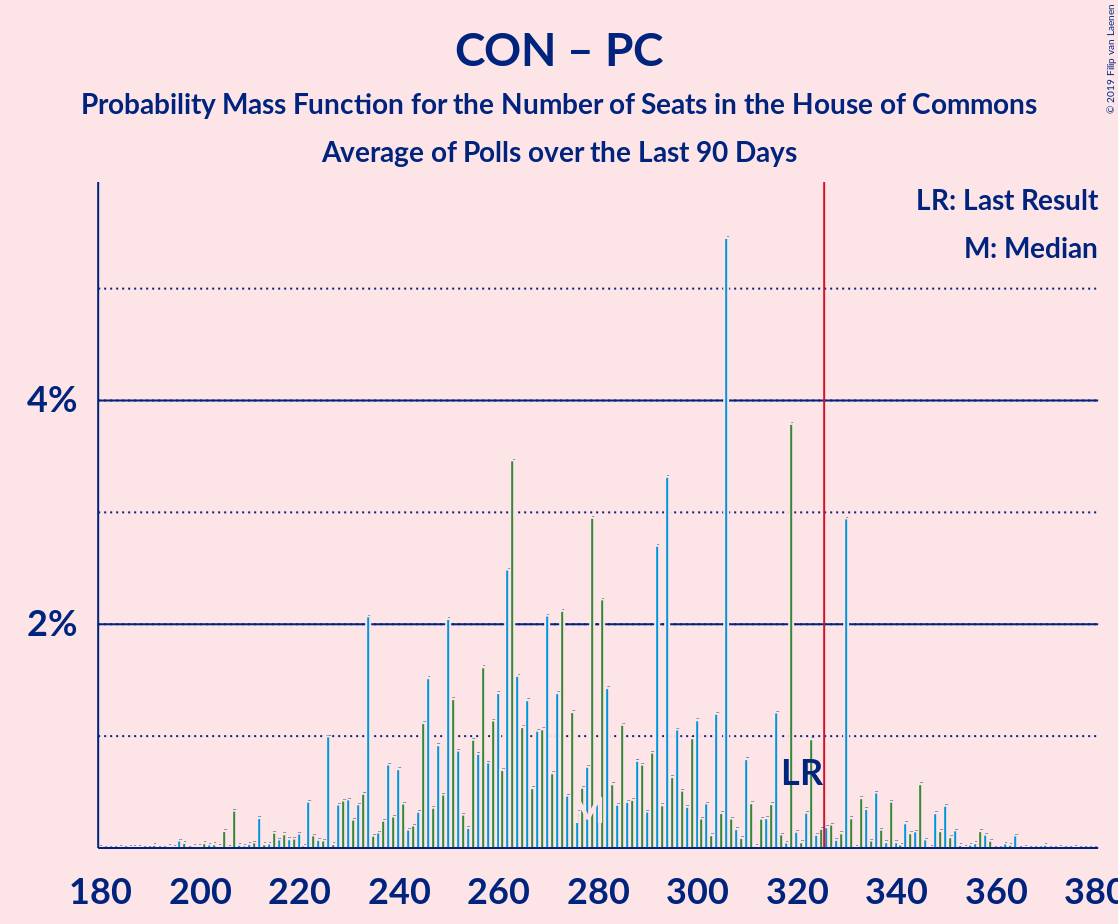 CON – PC
Probability Mass Function for the Number of Seats in the House of Commons
Average of Polls over the Last 90 Days
© 2019 Filip van Laenen
LR: Last Result
M: Median
4%
2%
LR
180 200 220 240 260 280 300 320 340 360 380